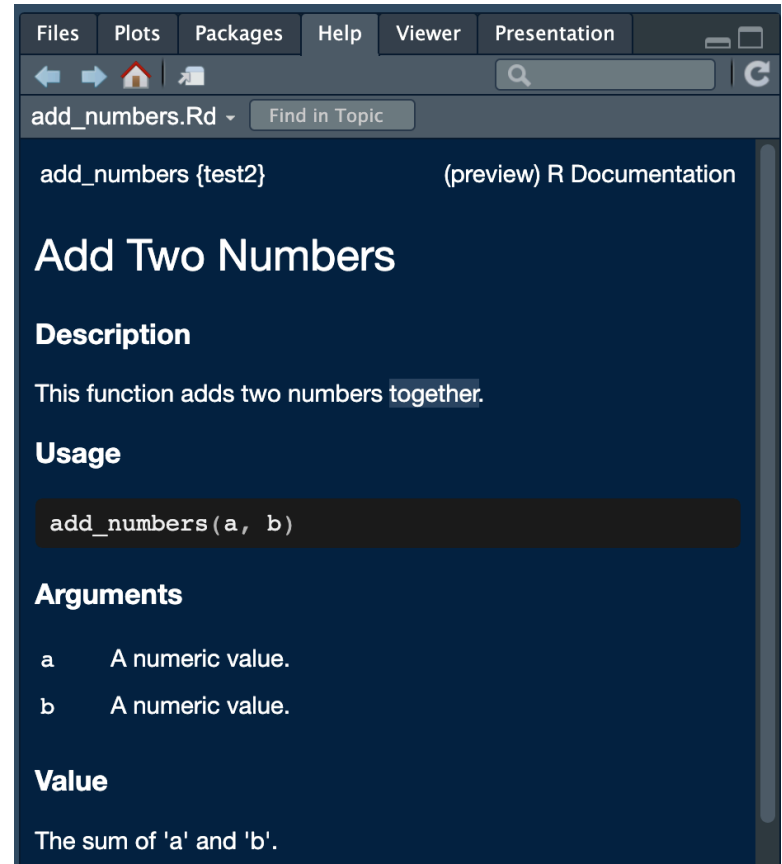 Files Plots Packages Help Viewer Presentation
add_numbers.Rd Find in Topic
add_numbers {test2} (preview) R Documentation
Add Two Numbers
Description
This function adds two numbers together.
Usage
add_numbers(a, b)
Arguments
a A numeric value.
b A numeric value.
Value
The sum of 'a' and 'b'.